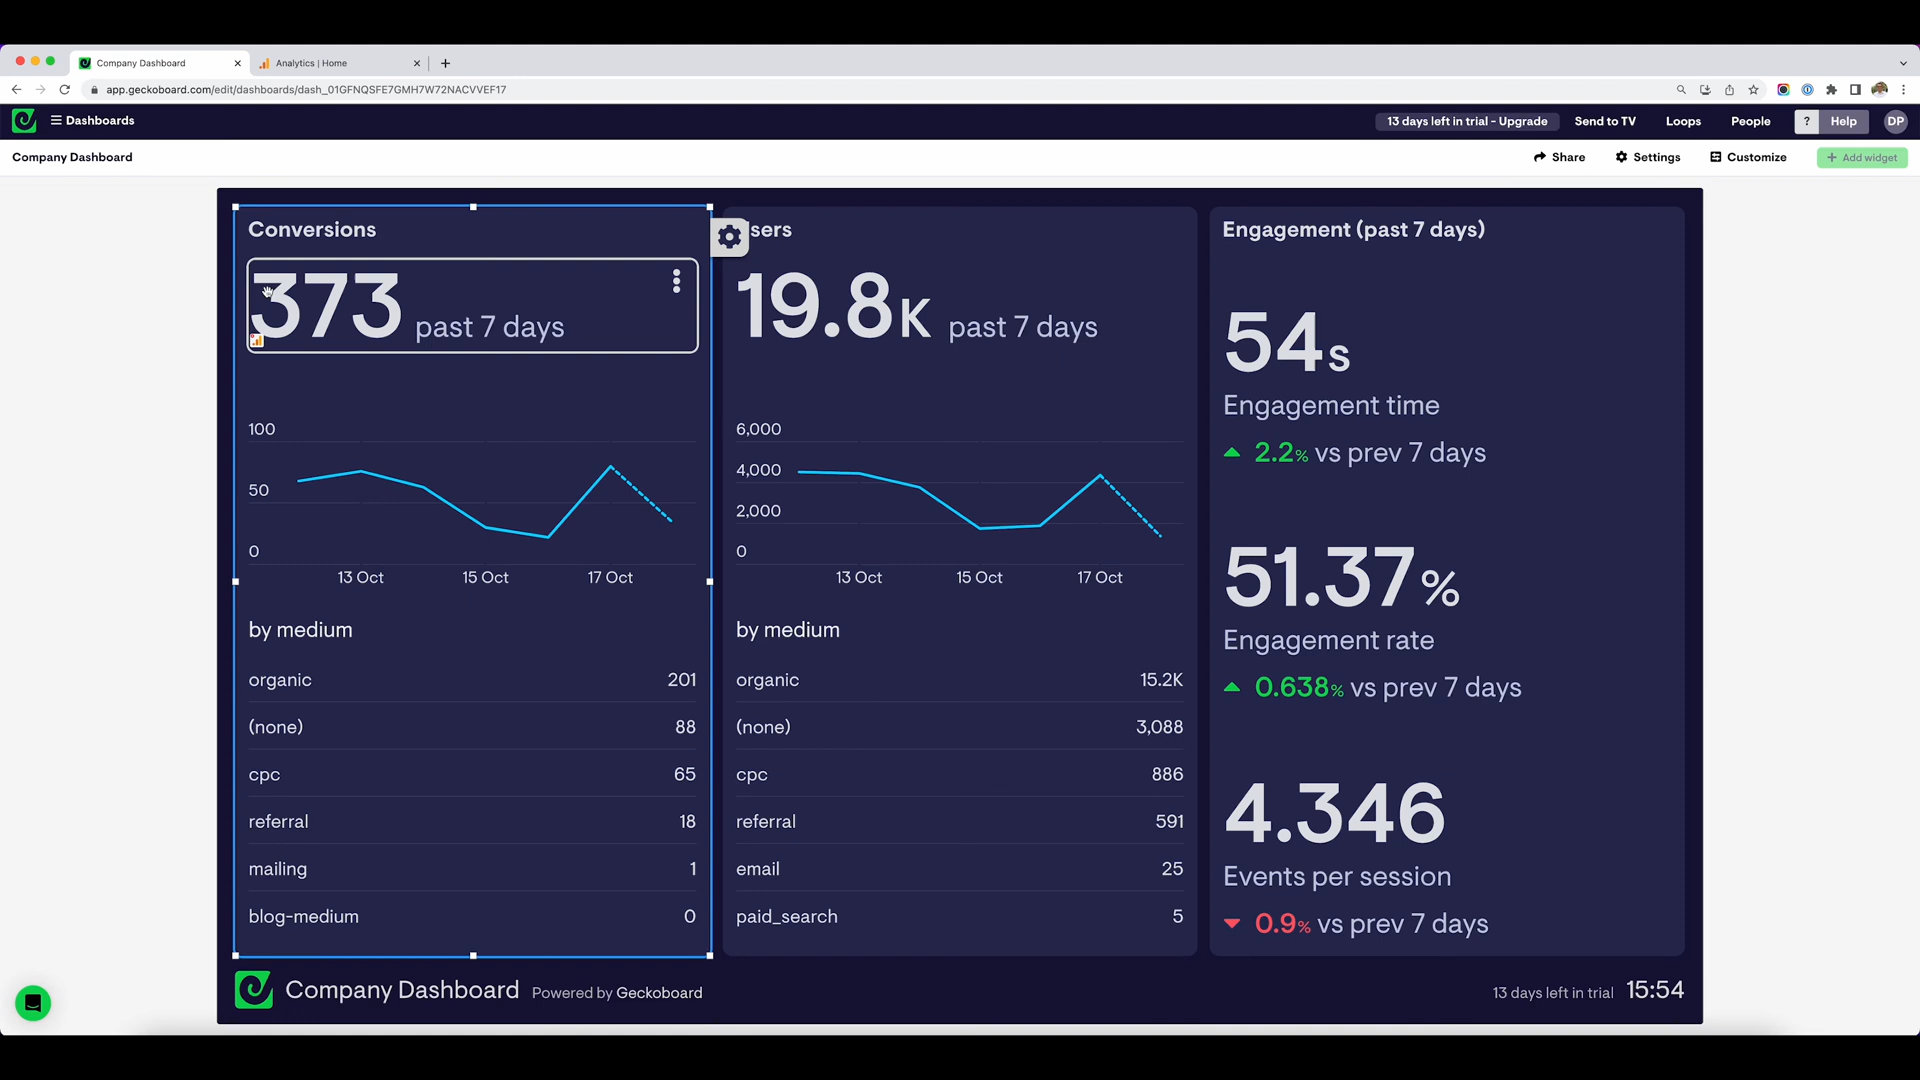 Company Dashboard
Analytics | Home
app.geckoboard.com/edit/dashboards/dash_01GFNQSFE7GMH7W72NACVVEF17
Dashboards
13 days left in trial - Upgrade
Send to TV
Loops
People
? Help
DP
Company Dashboard
Share
Settings
Customize
+ Add widget
Conversions
373 past 7 days
100
50
0
13 Oct 15 Oct 17 Oct
by medium
organic 201
(none) 88
cpc 65
referral 18
mailing 1
blog-medium 0
sers
19.8K past 7 days
6,000
4,000
2,000
0
13 Oct 15 Oct 17 Oct
by medium
organic 15.2K
(none) 3,088
cpc 886
referral 591
email 25
paid_search 5
Engagement (past 7 days)
54s
Engagement time
2.2% vs prev 7 days
51.37%
Engagement rate
0.638% vs prev 7 days
4.346
Events per session
0.9% vs prev 7 days
Company Dashboard Powered by Geckoboard
13 days left in trial 15:54